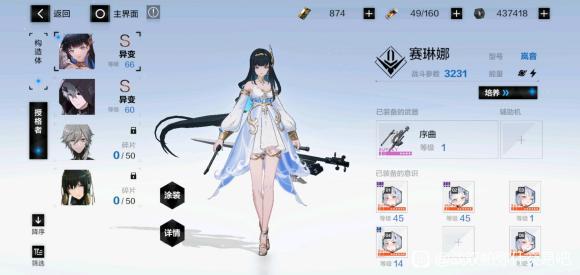 返回
主界面
874
49/160
437418
构造体
授格者
S
异变
等级 66
S
异变
等级 60
碎片
0/50
碎片
0/50
降序
筛选
涂装
详情
赛琳娜
战斗参数 3231
型号 岚音
能量
培养
已装备的武器
辅助机
序曲
等级 1
已装备的意识
等级 45
等级 45
等级 1
等级 14
等级 1